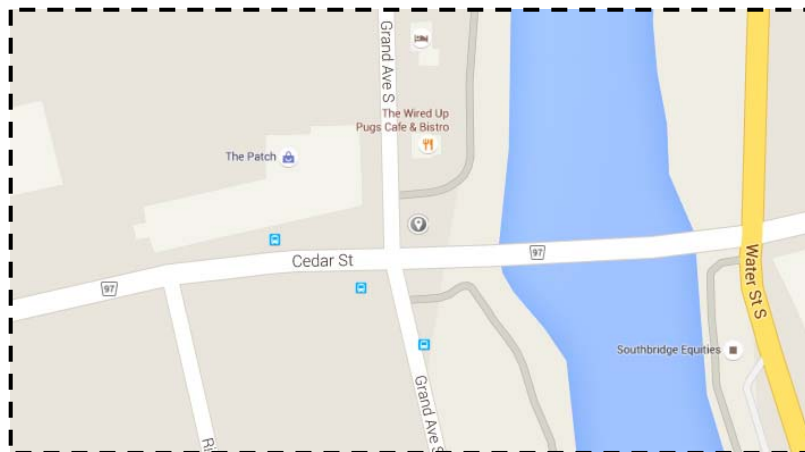 Grand Ave S
The Wired Up
Pugs Cafe & Bistro
The Patch
Cedar St
97
97
Water St S
Southbridge Equities
Grand Ave S